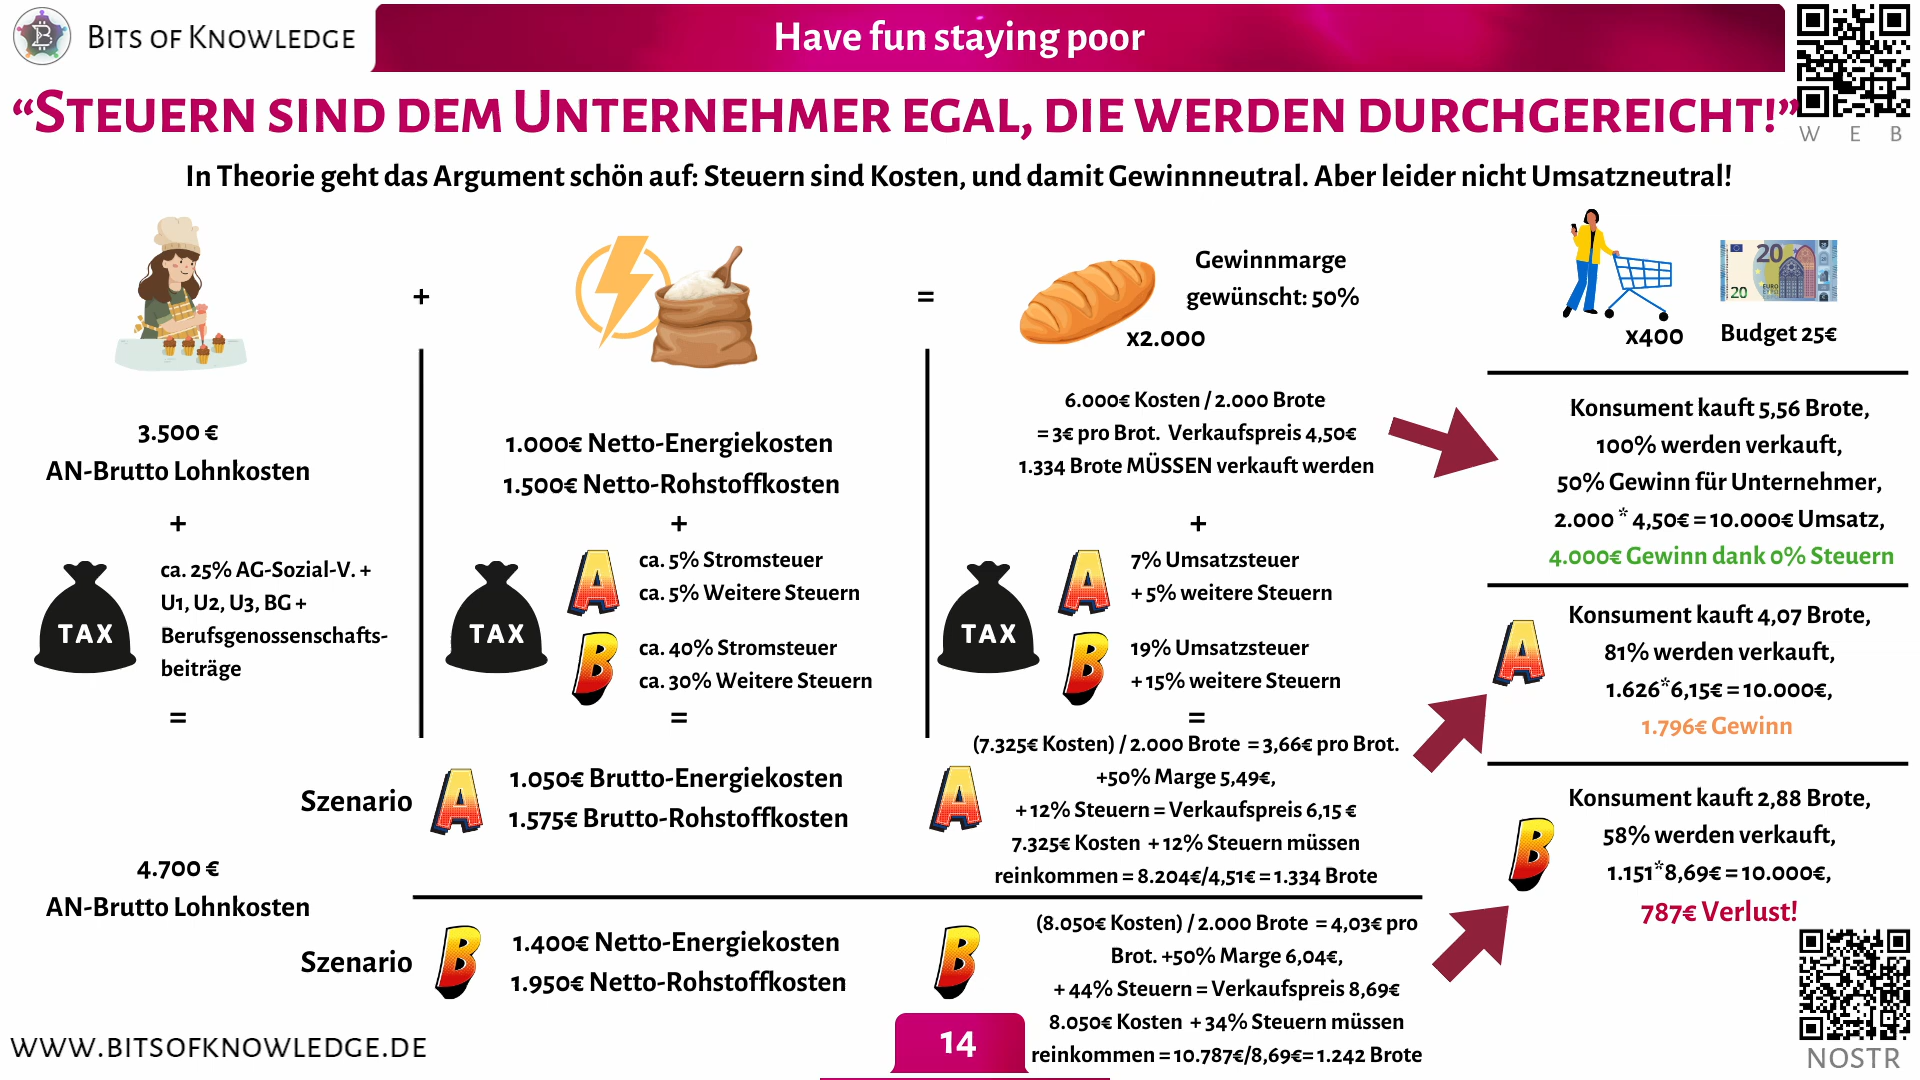 BITS OF KNOWLEDGE
Have fun staying poor
“STEUERN SIND DEM UNTERNEHMER EGAL, DIE WERDEN DURCHGEREICHT!”
WEB
In Theorie geht das Argument schön auf: Steuern sind Kosten, und damit Gewinnneutral. Aber leider nicht Umsatzneutral!
+
=
Gewinnmarge
gewünscht: 50%
x2.000
20
EURO
20
x400
Budget 25€
3.500 €
AN-Brutto Lohnkosten
+
TAX
ca. 25% AG-Sozial-V. +
U1, U2, U3, BG +
Berufsgenossenschafts-
beiträge
=
4.700 €
AN-Brutto Lohnkosten
1.000€ Netto-Energiekosten
1.500€ Netto-Rohstoffkosten
+
TAX
A
ca. 5% Stromsteuer
ca. 5% Weitere Steuern
B
ca. 40% Stromsteuer
ca. 30% Weitere Steuern
=
Szenario
A
1.050€ Brutto-Energiekosten
1.575€ Brutto-Rohstoffkosten
Szenario
B
1.400€ Netto-Energiekosten
1.950€ Netto-Rohstoffkosten
6.000€ Kosten / 2.000 Brote
= 3€ pro Brot. Verkaufspreis 4,50€
1.334 Brote MÜSSEN verkauft werden
+
TAX
A
7% Umsatzsteuer
+ 5% weitere Steuern
B
19% Umsatzsteuer
+ 15% weitere Steuern
=
A
(7.325€ Kosten) / 2.000 Brote = 3,66€ pro Brot.
+50% Marge 5,49€,
+ 12% Steuern = Verkaufspreis 6,15 €
7.325€ Kosten + 12% Steuern müssen
reinkommen = 8.204€/4,51€ = 1.334 Brote
B
(8.050€ Kosten) / 2.000 Brote = 4,03€ pro
Brot. +50% Marge 6,04€,
+ 44% Steuern = Verkaufspreis 8,69€
8.050€ Kosten + 34% Steuern müssen
reinkommen = 10.787€/8,69€= 1.242 Brote
Konsument kauft 5,56 Brote,
100% werden verkauft,
50% Gewinn für Unternehmer,
2.000 * 4,50€ = 10.000€ Umsatz,
4.000€ Gewinn dank 0% Steuern
A
Konsument kauft 4,07 Brote,
81% werden verkauft,
1.626*6,15€ = 10.000€,
1.796€ Gewinn
B
Konsument kauft 2,88 Brote,
58% werden verkauft,
1.151*8,69€ = 10.000€,
787€ Verlust!
WWW.BITSOFKNOWLEDGE.DE
14
NOSTR